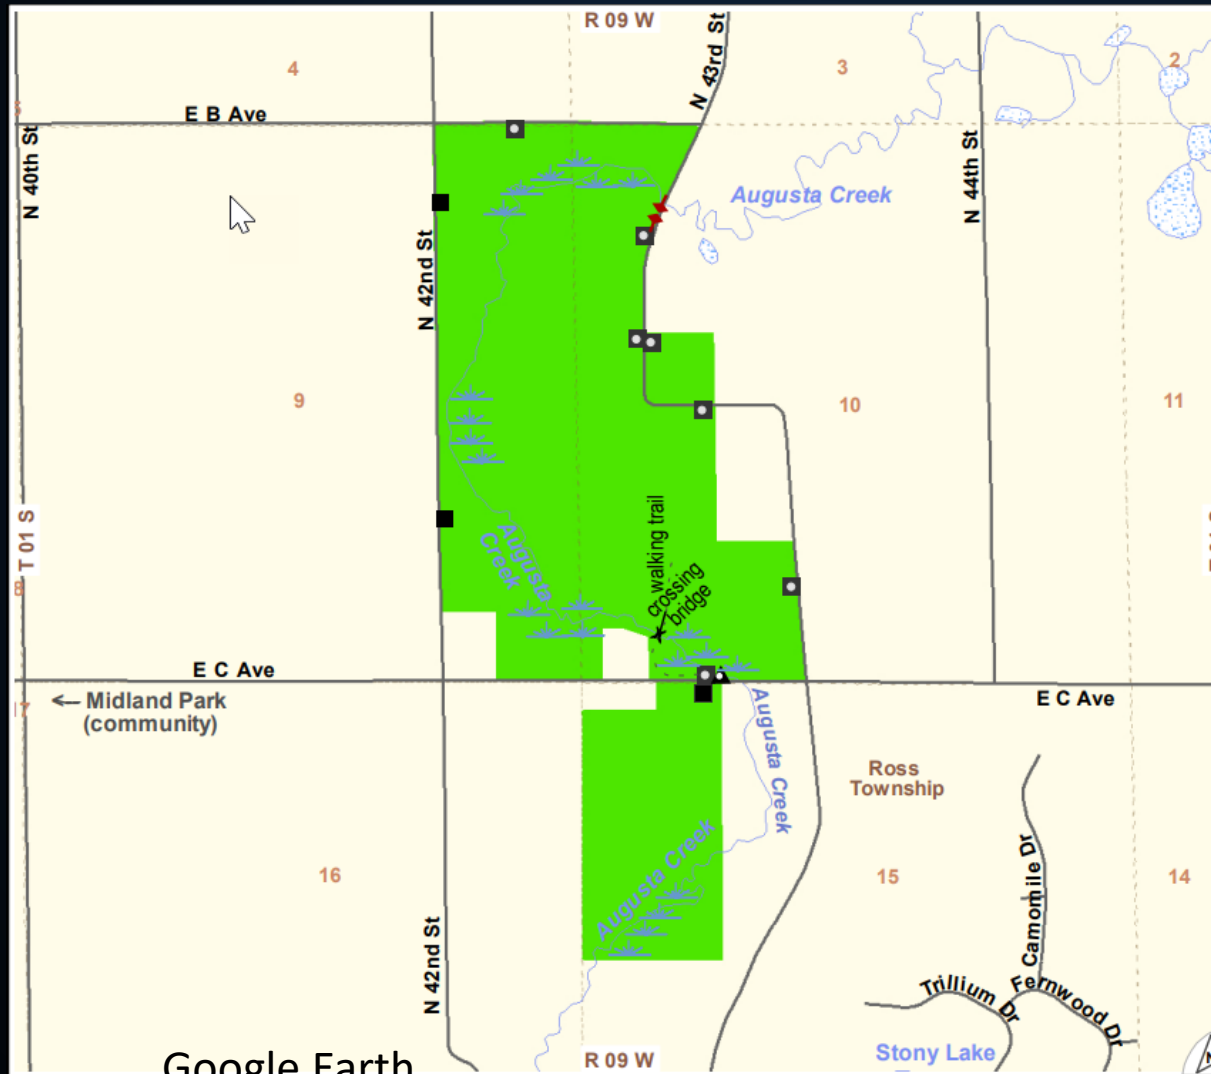 R 09 W
N 43rd St
4
3
2
E B Ave
N 40th St
N 44th St
Augusta Creek
N 42nd St
9
10
11
T 01 S
walking trail
crossing
bridge
Augusta
Creek
8
E C Ave
E C Ave
← Midland Park
(community)
17
Augusta Creek
Ross
Township
Augusta Creek
16
15
14
Camomile Dr
N 42nd St
Trillium Dr
Fernwood Dr
Stony Lake
R 09 W
Google Earth